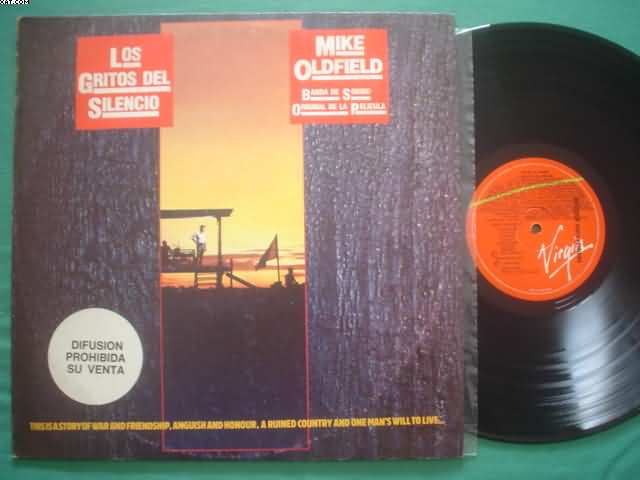 LOS
GRITOS DEL
SILENCIO
MIKE
OLDFIELD
BANDA DE SONIDO
ORIGINAL DE LA PELICULA
DIFUSION
PROHIBIDA
SU VENTA
THIS IS A STORY OF WAR AND FRIENDSHIP, ANGUISH AND HONOUR, A RUINED COUNTRY AND ONE MAN'S WILL TO LIVE...
Virgin